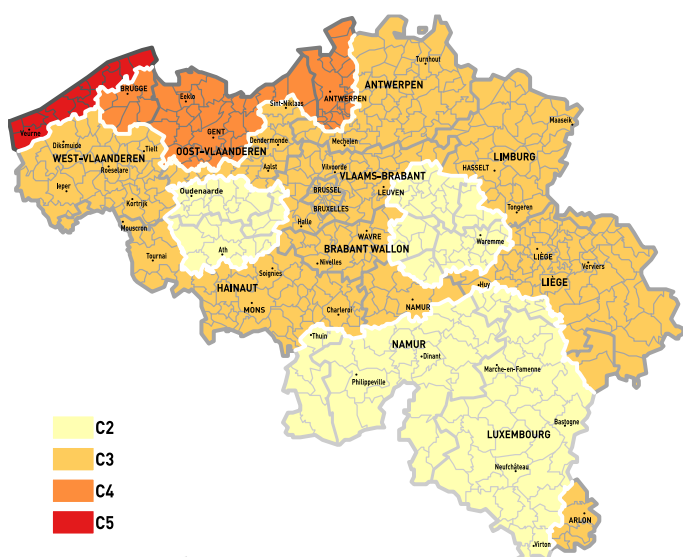 Turnhout
ANTWERPEN
BRUGGE
Eeklo
ANTWERPEN
Sint-Niklaas
Maaseik
Veurne
GENT
Diksmuide
Tielt
OOST-VLAANDEREN
Dendermonde
Mechelen
WEST-VLAANDEREN
LIMBURG
Roeselare
Aalst
Vilvoorde
HASSELT
VLAAMS-BRABANT
Ieper
Oudenaarde
BRUSSEL
LEUVEN
Kortrijk
BRUXELLES
Tongeren
Mouscron
Halle
WAVRE
Waremme
Ath
BRABANT WALLON
LIÈGE
Tournai
Nivelles
Verviers
Soignies
LIÈGE
HAINAUT
Huy
MONS
NAMUR
Charleroi
Thuin
NAMUR
Dinant
Marche-en-Famenne
Philippeville
C2
Bastogne
LUXEMBOURG
C3
Neufchâteau
C4
C5
ARLON
Virton